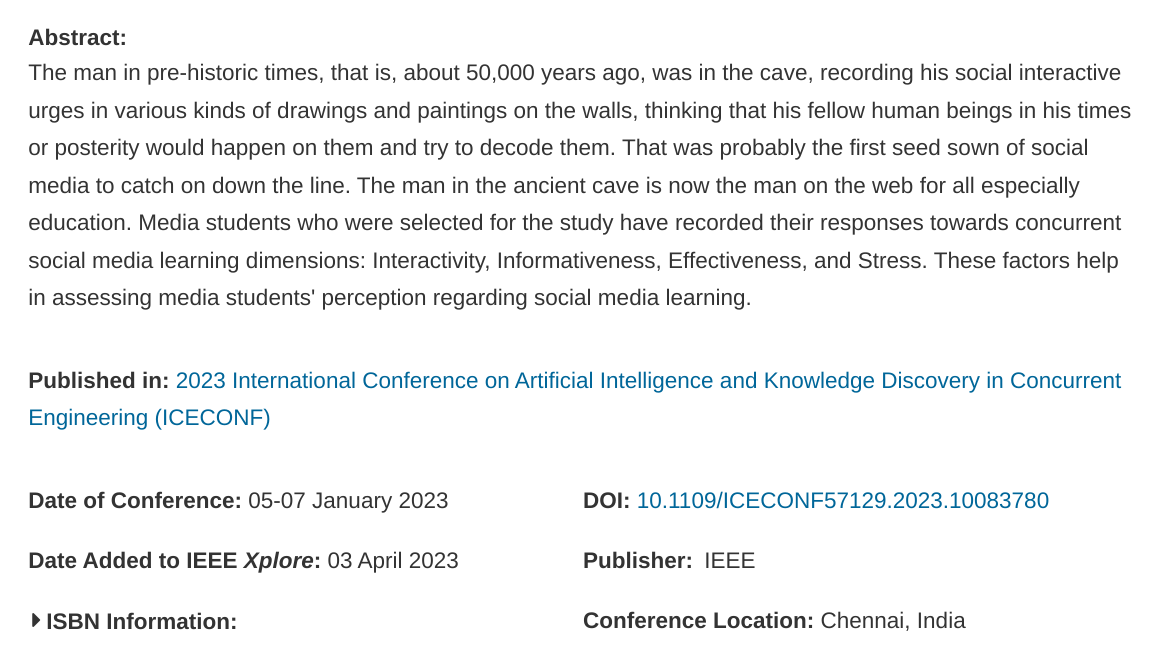 Abstract:
The man in pre-historic times, that is, about 50,000 years ago, was in the cave, recording his social interactive
urges in various kinds of drawings and paintings on the walls, thinking that his fellow human beings in his times
or posterity would happen on them and try to decode them. That was probably the first seed sown of social
media to catch on down the line. The man in the ancient cave is now the man on the web for all especially
education. Media students who were selected for the study have recorded their responses towards concurrent
social media learning dimensions: Interactivity, Informativeness, Effectiveness, and Stress. These factors help
in assessing media students' perception regarding social media learning.
Published in: 2023 International Conference on Artificial Intelligence and Knowledge Discovery in Concurrent
Engineering (ICECONF)
Date of Conference: 05-07 January 2023
DOI: 10.1109/ICECONF57129.2023.10083780
Date Added to IEEE Xplore: 03 April 2023
Publisher: IEEE
ISBN Information:
Conference Location: Chennai, India